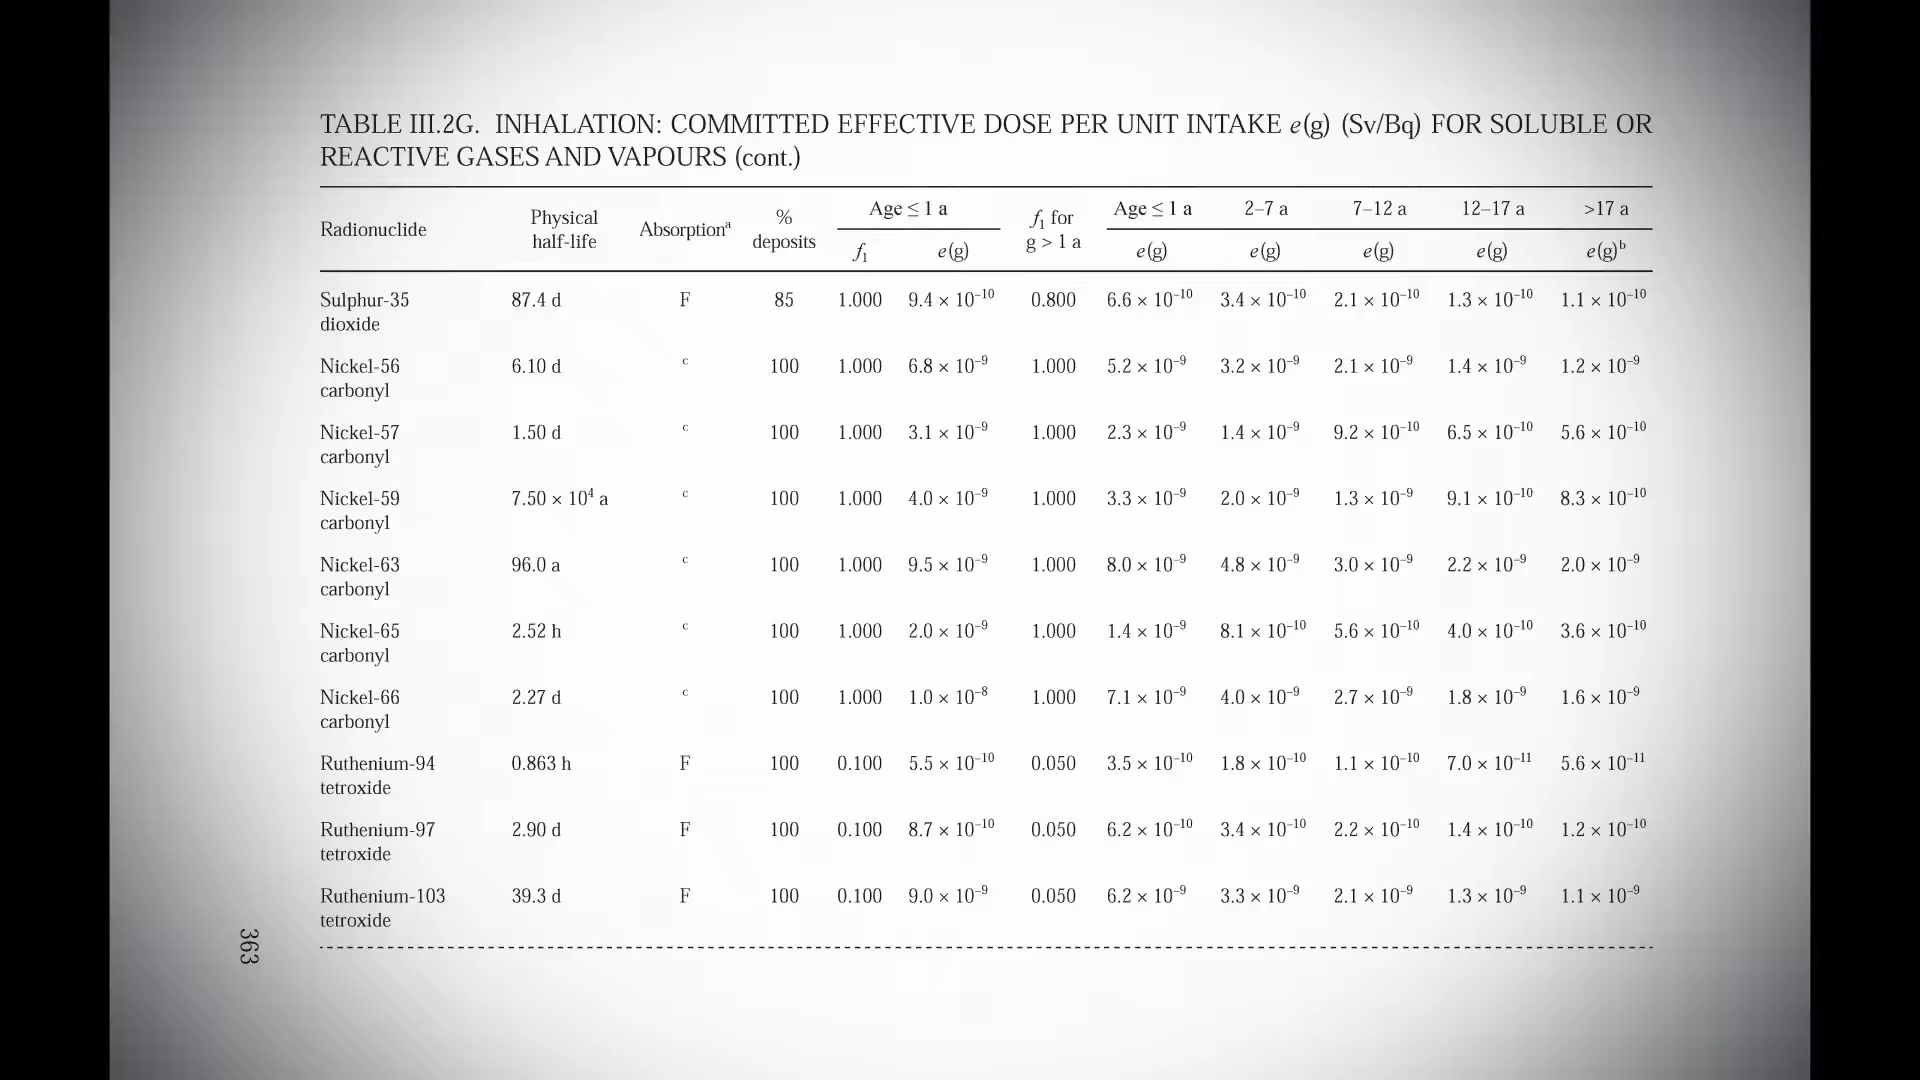 TABLE III.2G. INHALATION: COMMITTED EFFECTIVE DOSE PER UNIT INTAKE e(g) (Sv/Bq) FOR SOLUBLE OR
REACTIVE GASES AND VAPOURS (cont.)
Radionuclide Physical half-life Absorptionᵃ % deposits Age ≤ 1 a f₁ for g > 1 a Age ≤ 1 a 2–7 a 7–12 a 12–17 a >17 a
f₁ e(g) e(g) e(g) e(g) e(g) e(g)ᵇ
Sulphur-35 87.4 d F 85 1.000 9.4 × 10⁻¹⁰ 0.800 6.6 × 10⁻¹⁰ 3.4 × 10⁻¹⁰ 2.1 × 10⁻¹⁰ 1.3 × 10⁻¹⁰ 1.1 × 10⁻¹⁰
dioxide
Nickel-56 6.10 d ᶜ 100 1.000 6.8 × 10⁻⁹ 1.000 5.2 × 10⁻⁹ 3.2 × 10⁻⁹ 2.1 × 10⁻⁹ 1.4 × 10⁻⁹ 1.2 × 10⁻⁹
carbonyl
Nickel-57 1.50 d ᶜ 100 1.000 3.1 × 10⁻⁹ 1.000 2.3 × 10⁻⁹ 1.4 × 10⁻⁹ 9.2 × 10⁻¹⁰ 6.5 × 10⁻¹⁰ 5.6 × 10⁻¹⁰
carbonyl
Nickel-59 7.50 × 10⁴ a ᶜ 100 1.000 4.0 × 10⁻⁹ 1.000 3.3 × 10⁻⁹ 2.0 × 10⁻⁹ 1.3 × 10⁻⁹ 9.1 × 10⁻¹⁰ 8.3 × 10⁻¹⁰
carbonyl
Nickel-63 96.0 a ᶜ 100 1.000 9.5 × 10⁻⁹ 1.000 8.0 × 10⁻⁹ 4.8 × 10⁻⁹ 3.0 × 10⁻⁹ 2.2 × 10⁻⁹ 2.0 × 10⁻⁹
carbonyl
Nickel-65 2.52 h ᶜ 100 1.000 2.0 × 10⁻⁹ 1.000 1.4 × 10⁻⁹ 8.1 × 10⁻¹⁰ 5.6 × 10⁻¹⁰ 4.0 × 10⁻¹⁰ 3.6 × 10⁻¹⁰
carbonyl
Nickel-66 2.27 d ᶜ 100 1.000 1.0 × 10⁻⁸ 1.000 7.1 × 10⁻⁹ 4.0 × 10⁻⁹ 2.7 × 10⁻⁹ 1.8 × 10⁻⁹ 1.6 × 10⁻⁹
carbonyl
Ruthenium-94 0.863 h F 100 0.100 5.5 × 10⁻¹⁰ 0.050 3.5 × 10⁻¹⁰ 1.8 × 10⁻¹⁰ 1.1 × 10⁻¹⁰ 7.0 × 10⁻¹¹ 5.6 × 10⁻¹¹
tetroxide
Ruthenium-97 2.90 d F 100 0.100 8.7 × 10⁻¹⁰ 0.050 6.2 × 10⁻¹⁰ 3.4 × 10⁻¹⁰ 2.2 × 10⁻¹⁰ 1.4 × 10⁻¹⁰ 1.2 × 10⁻¹⁰
tetroxide
Ruthenium-103 39.3 d F 100 0.100 9.0 × 10⁻⁹ 0.050 6.2 × 10⁻⁹ 3.3 × 10⁻⁹ 2.1 × 10⁻⁹ 1.3 × 10⁻⁹ 1.1 × 10⁻⁹
tetroxide
363